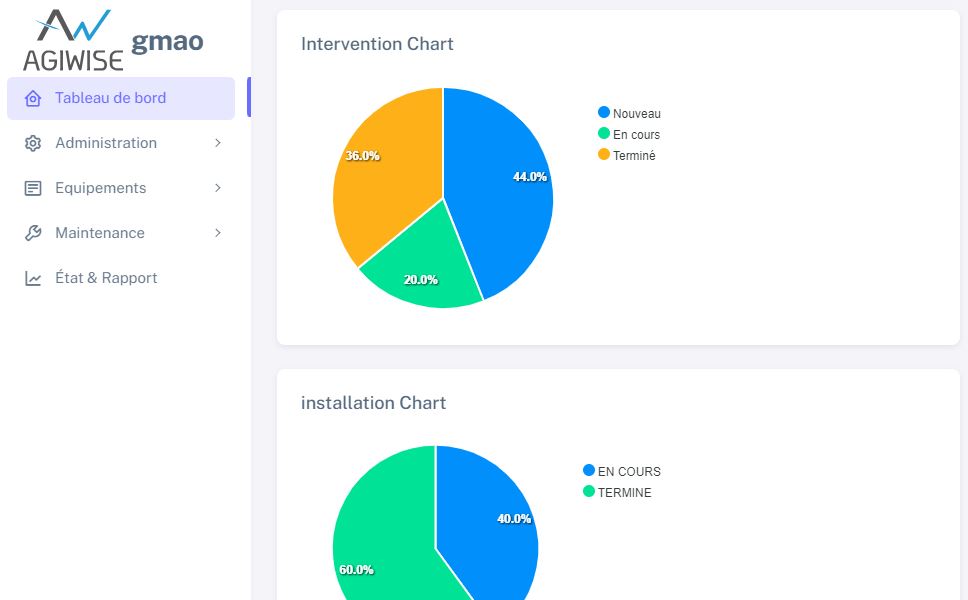 AGIWISE
gmao
Tableau de bord
Administration
Equipements
Maintenance
État & Rapport
Intervention Chart
36.0%
44.0%
20.0%
Nouveau
En cours
Terminé
installation Chart
40.0%
60.0%
EN COURS
TERMINE